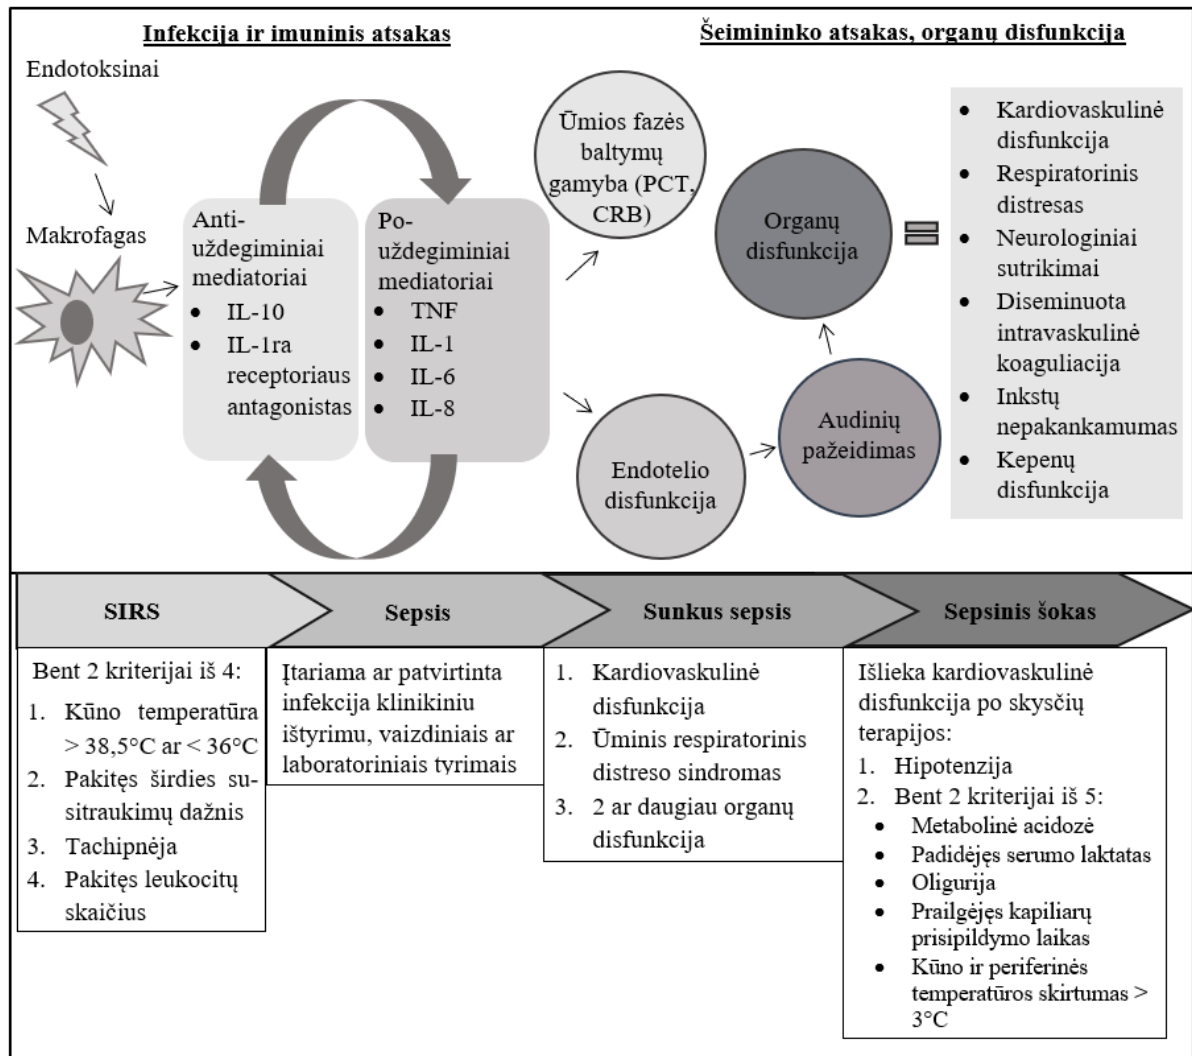 Infekcija ir imuninis atsakas
Šeimininko atsakas, organų disfunkcija
Endotoksinai
Makrofagas
Anti-
uždegiminiai
mediatoriai
• IL-10
• IL-1ra
receptoriaus
antagonistas
Po-
uždegiminiai
mediatoriai
• TNF
• IL-1
• IL-6
• IL-8
Ūmios fazės
baltymų
gamyba (PCT,
CRB)
Endotelio
disfunkcija
Audinių
pažeidimas
Organų
disfunkcija
• Kardiovaskulinė
disfunkcija
• Respiratorinis
distresas
• Neurologiniai
sutrikimai
• Diseminuota
intravaskulinė
koaguliacija
• Inkstų
nepakankamumas
• Kepenų
disfunkcija
SIRS
Bent 2 kriterijai iš 4:
1. Kūno temperatūra
> 38,5°C ar < 36°C
2. Pakitęs širdies su-
sitraukimų dažnis
3. Tachipnėja
4. Pakitęs leukocitų
skaičius
Sepsis
Įtariama ar patvirtinta
infekcija klinikiniu
ištyrimu, vaizdiniais ar
laboratoriniais tyrimais
Sunkus sepsis
1. Kardiovaskulinė
disfunkcija
2. Ūminis respiratorinis
distreso sindromas
3. 2 ar daugiau organų
disfunkcija
Sepsinis šokas
Išlieka kardiovaskulinė
disfunkcija po skysčių
terapijos:
1. Hipotenzija
2. Bent 2 kriterijai iš 5:
• Metabolinė acidozė
• Padidėjęs serumo laktatas
• Oligurija
• Prailgėjęs kapiliarų
prisipildymo laikas
• Kūno ir periferinės
temperatūros skirtumas >
3°C